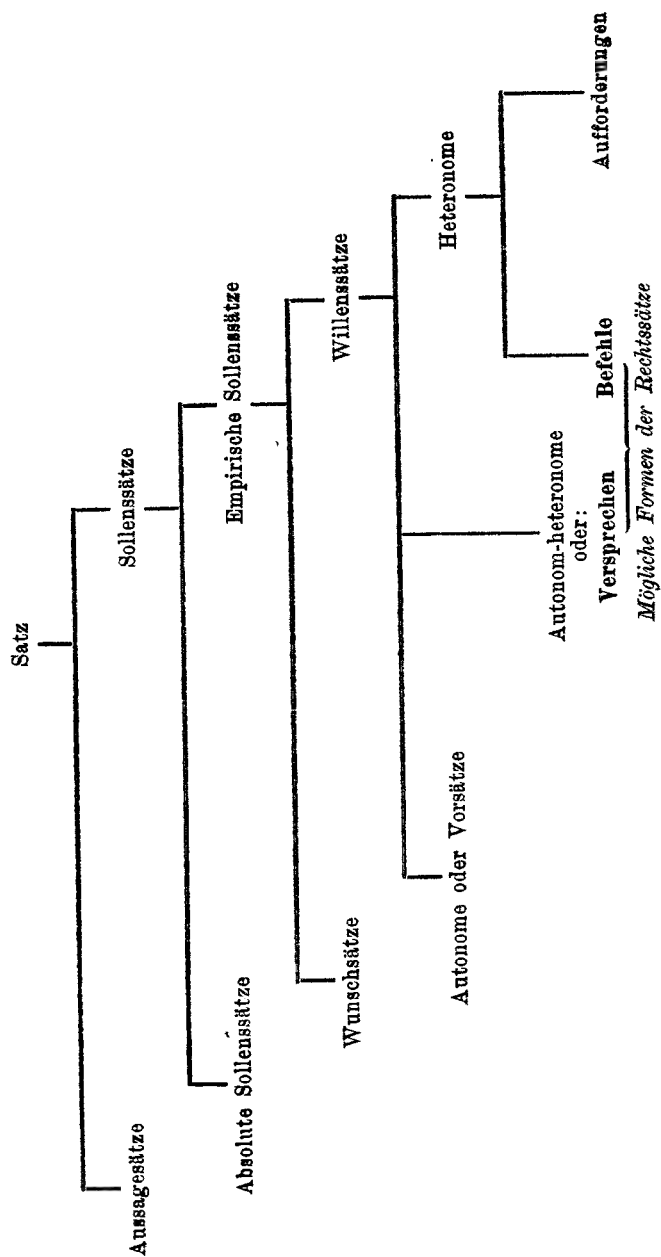 Satz
Aussagesätze
Sollenssätze
Absolute Sollenssätze
Empirische Sollenssätze
Wunschsätze
Willenssätze
Autonome oder Vorsätze
Autonom-heteronome
oder:
Versprechen
Heteronome
Befehle
Aufforderungen
Mögliche Formen der Rechtssätze